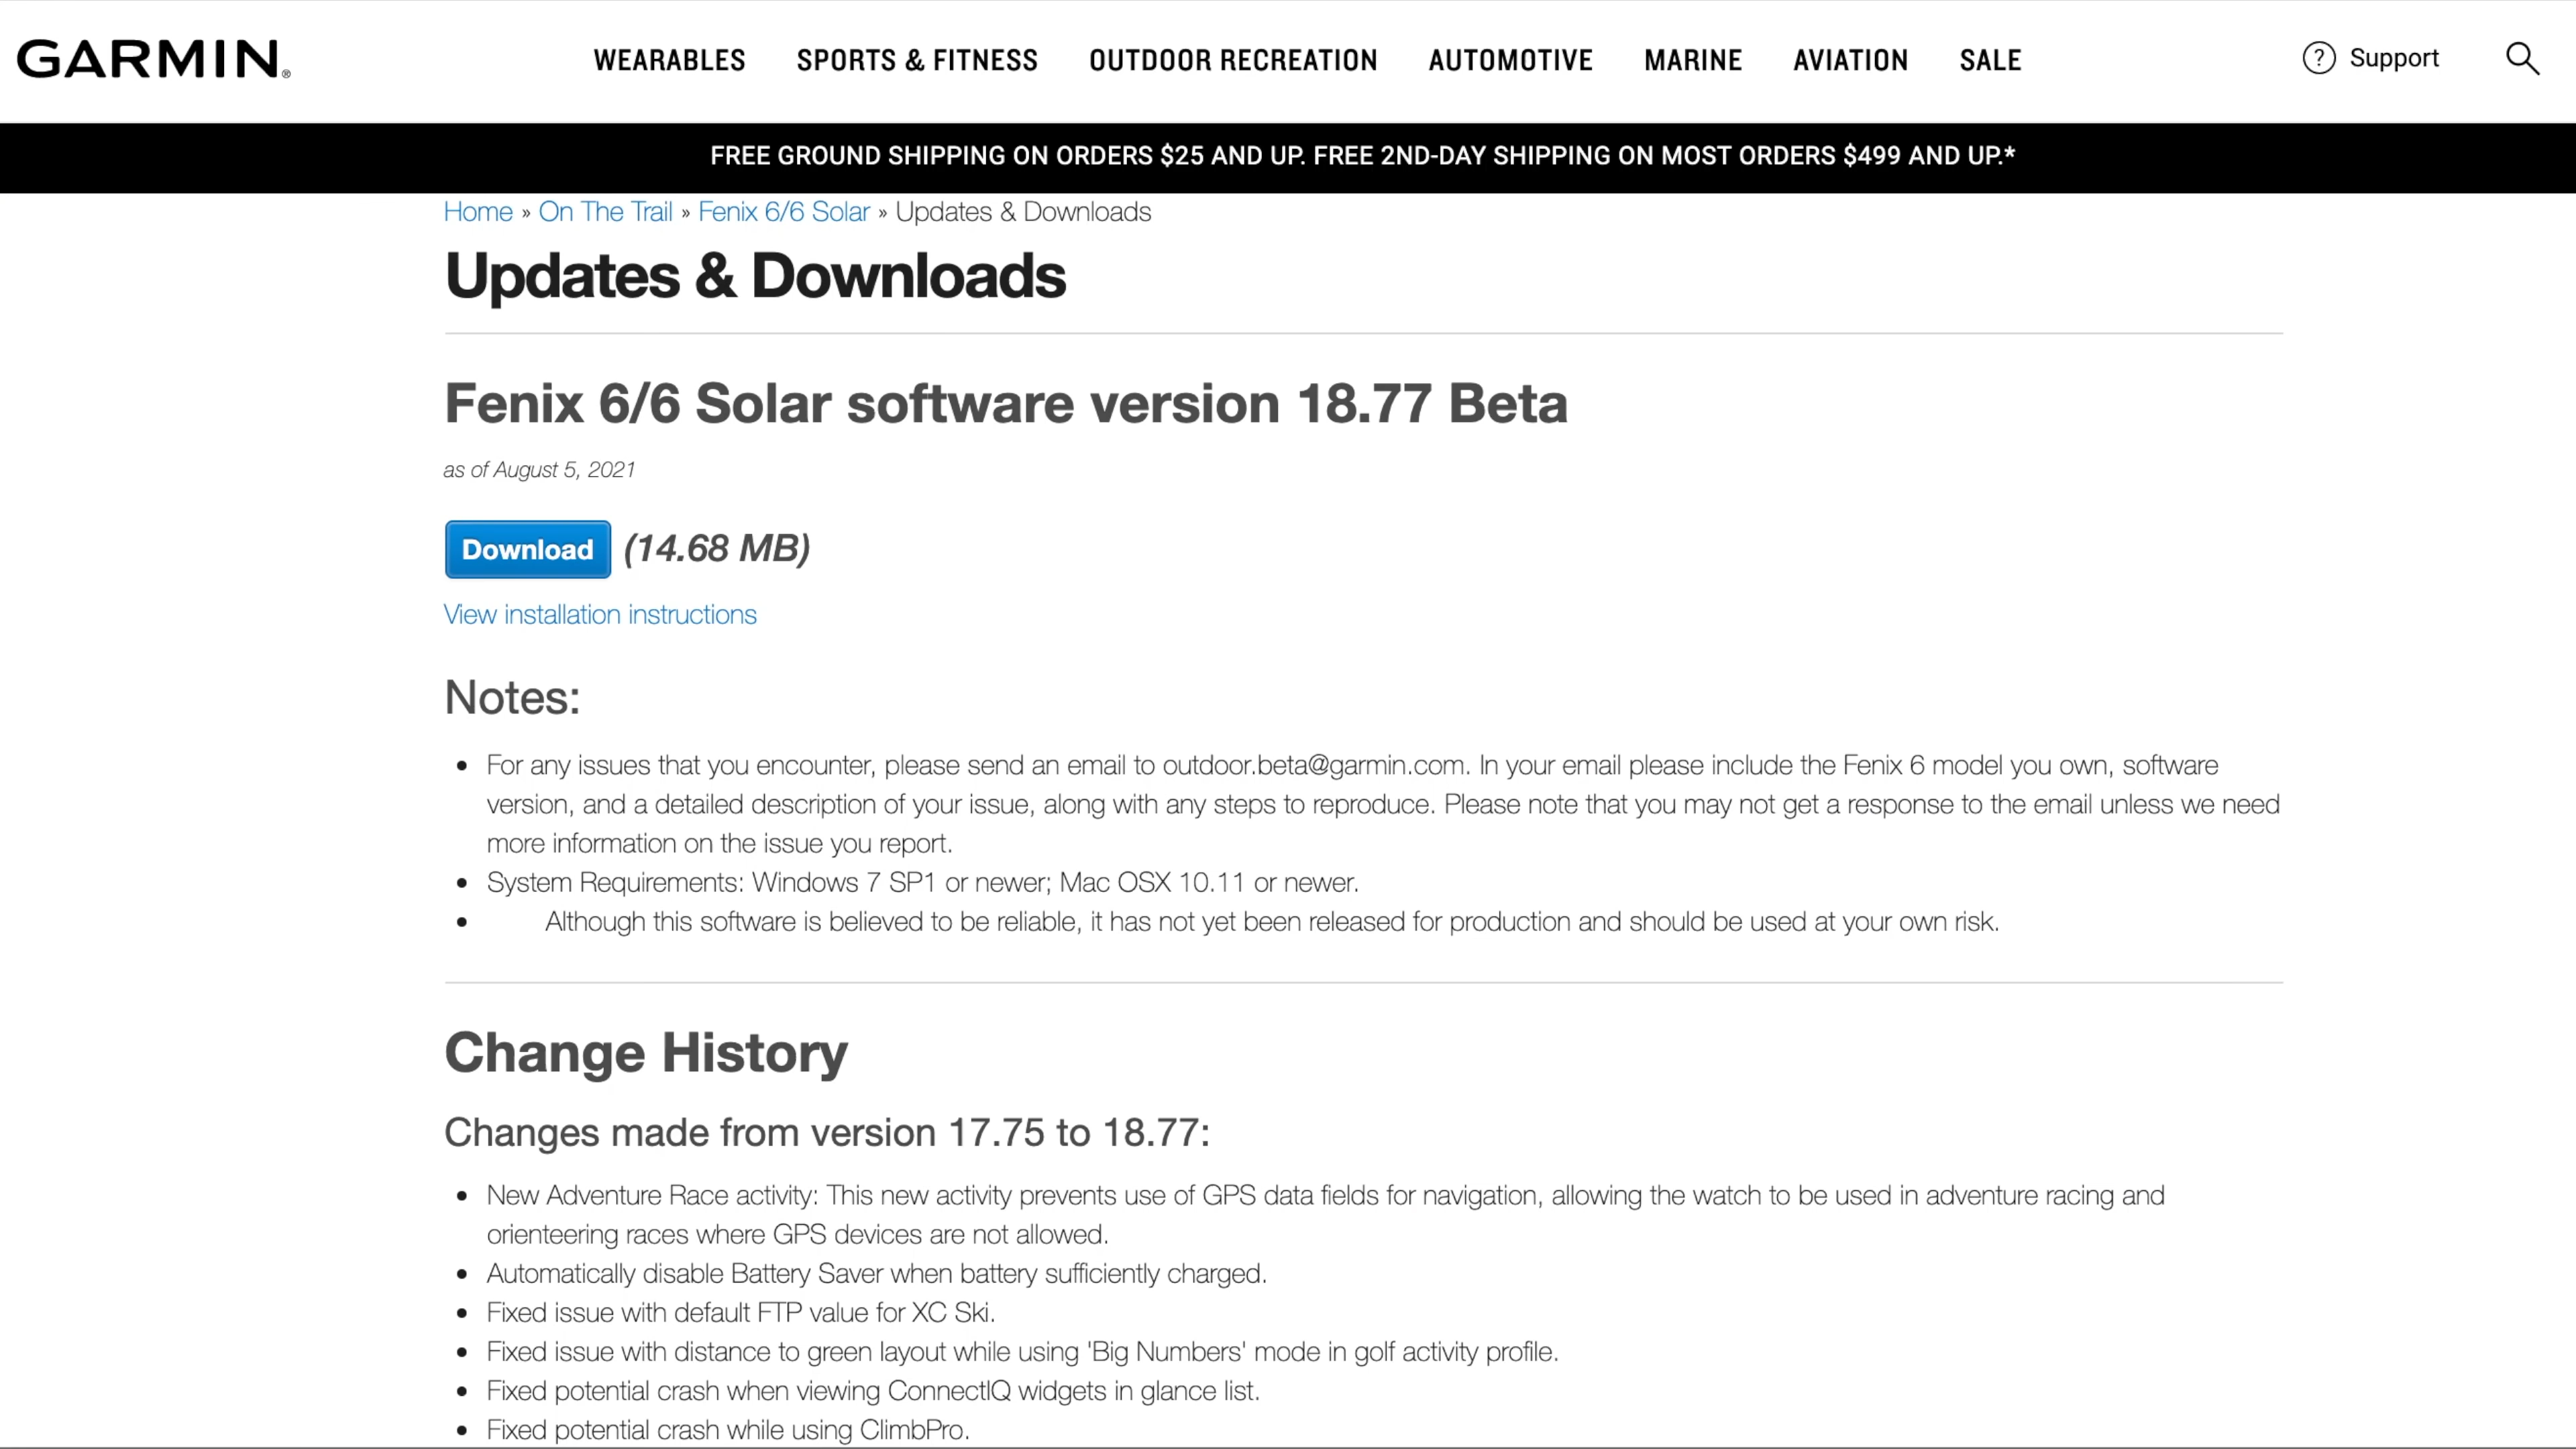 GARMIN®
WEARABLES SPORTS & FITNESS OUTDOOR RECREATION AUTOMOTIVE MARINE AVIATION SALE
? Support
FREE GROUND SHIPPING ON ORDERS $25 AND UP. FREE 2ND-DAY SHIPPING ON MOST ORDERS $499 AND UP.*
Home » On The Trail » Fenix 6/6 Solar » Updates & Downloads
Updates & Downloads
Fenix 6/6 Solar software version 18.77 Beta
as of August 5, 2021
Download (14.68 MB)
View installation instructions
Notes:
• For any issues that you encounter, please send an email to outdoor.beta@garmin.com. In your email please include the Fenix 6 model you own, software
version, and a detailed description of your issue, along with any steps to reproduce. Please note that you may not get a response to the email unless we need
more information on the issue you report.
• System Requirements: Windows 7 SP1 or newer; Mac OSX 10.11 or newer.
• Although this software is believed to be reliable, it has not yet been released for production and should be used at your own risk.
Change History
Changes made from version 17.75 to 18.77:
• New Adventure Race activity: This new activity prevents use of GPS data fields for navigation, allowing the watch to be used in adventure racing and
orienteering races where GPS devices are not allowed.
• Automatically disable Battery Saver when battery sufficiently charged.
• Fixed issue with default FTP value for XC Ski.
• Fixed issue with distance to green layout while using 'Big Numbers' mode in golf activity profile.
• Fixed potential crash when viewing ConnectIQ widgets in glance list.
• Fixed potential crash while using ClimbPro.